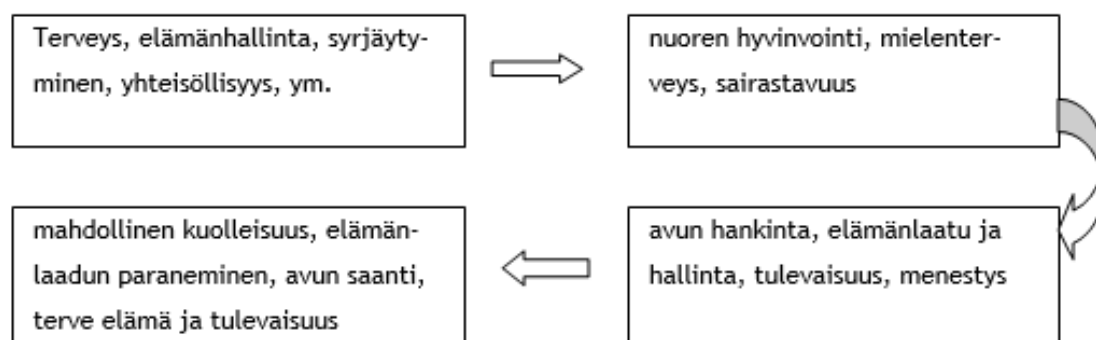 Terveys, elämänhallinta, syrjäyty-
minen, yhteisöllisyys, ym.
nuoren hyvinvointi, mielenter-
veys, sairastavuus
avun hankinta, elämänlaatu ja
hallinta, tulevaisuus, menestys
mahdollinen kuolleisuus, elämän-
laadun paraneminen, avun saanti,
terve elämä ja tulevaisuus